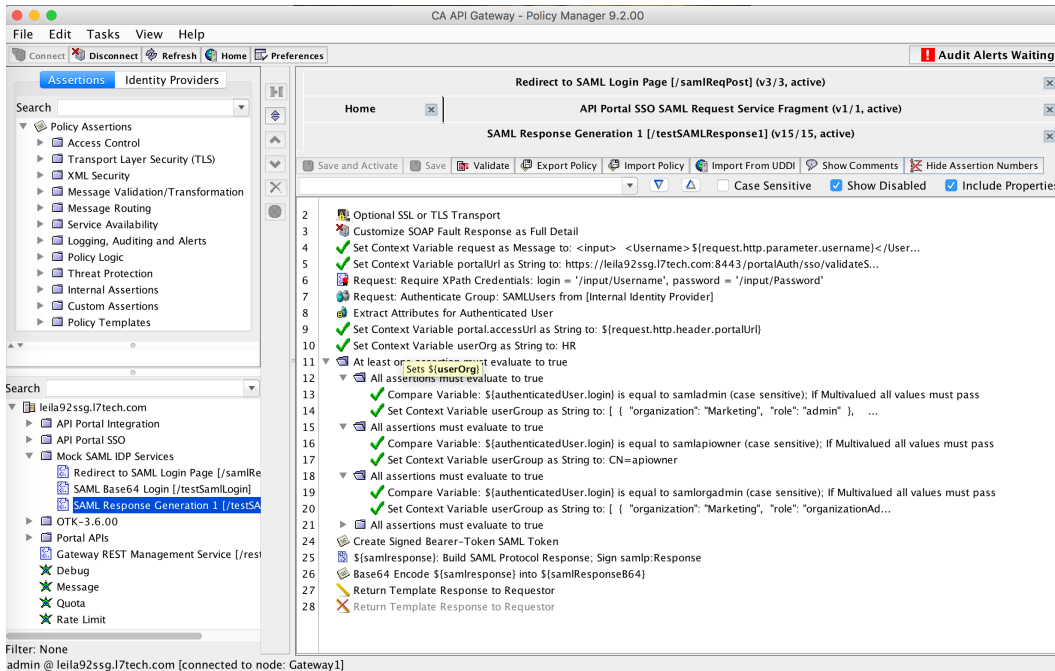 CA API Gateway - Policy Manager 9.2.00
File Edit Tasks View Help
Connect Disconnect Refresh Home Preferences
! Audit Alerts Waiting
Assertions Identity Providers
Search
Policy Assertions
Access Control
Transport Layer Security (TLS)
XML Security
Message Validation/Transformation
Message Routing
Service Availability
Logging, Auditing and Alerts
Policy Logic
Threat Protection
Internal Assertions
Custom Assertions
Policy Templates
Search
leila92ssg.l7tech.com
API Portal Integration
API Portal SSO
Mock SAML IDP Services
Redirect to SAML Login Page [/samlRe
SAML Base64 Login [/testSamlLogin]
SAML Response Generation 1 [/testSA
OTK-3.6.00
Portal APIs
Gateway REST Management Service [/rest
Debug
Message
Quota
Rate Limit
Filter: None
admin @ leila92ssg.l7tech.com [connected to node: Gateway1]
Redirect to SAML Login Page [/samlReqPost] (v3/3, active)
Home
API Portal SSO SAML Request Service Fragment (v1/1, active)
SAML Response Generation 1 [/testSAMLResponse1] (v15/15, active)
Save and Activate Save Validate Export Policy Import Policy Import From UDDI Show Comments Hide Assertion Numbers
Case Sensitive Show Disabled Include Properties
2 Optional SSL or TLS Transport
3 Customize SOAP Fault Response as Full Detail
4 Set Context Variable request as Message to: <input> <Username>${request.http.parameter.username}</User...
5 Set Context Variable portalUrl as String to: https://leila92ssg.l7tech.com:8443/portalAuth/sso/validateS...
6 Request: Require XPath Credentials: login = '/input/Username', password = '/input/Password'
7 Request: Authenticate Group: SAMLUsers from [Internal Identity Provider]
8 Extract Attributes for Authenticated User
9 Set Context Variable portal.accessUrl as String to: ${request.http.header.portalUrl}
10 Set Context Variable userOrg as String to: HR
11 At least one assertion must evaluate to true
Sets ${userOrg}
12 All assertions must evaluate to true
13 Compare Variable: ${authenticatedUser.login} is equal to samladmin (case sensitive); If Multivalued all values must pass
14 Set Context Variable userGroup as String to: [ { "organization": "Marketing", "role": "admin" }, ...
15 All assertions must evaluate to true
16 Compare Variable: ${authenticatedUser.login} is equal to samlapiowner (case sensitive); If Multivalued all values must pass
17 Set Context Variable userGroup as String to: CN=apiowner
18 All assertions must evaluate to true
19 Compare Variable: ${authenticatedUser.login} is equal to samlorgadmin (case sensitive); If Multivalued all values must pass
20 Set Context Variable userGroup as String to: [ { "organization": "Marketing", "role": "organizationAd...
21 All assertions must evaluate to true
24 Create Signed Bearer-Token SAML Token
25 ${samlresponse}: Build SAML Protocol Response; Sign samlp:Response
26 Base64 Encode ${samlresponse} into ${samlResponseB64}
27 Return Template Response to Requestor
28 Return Template Response to Requestor